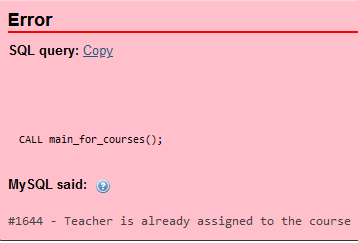 Error
SQL query: Copy
CALL main_for_courses();
MySQL said:
#1644 - Teacher is already assigned to the course